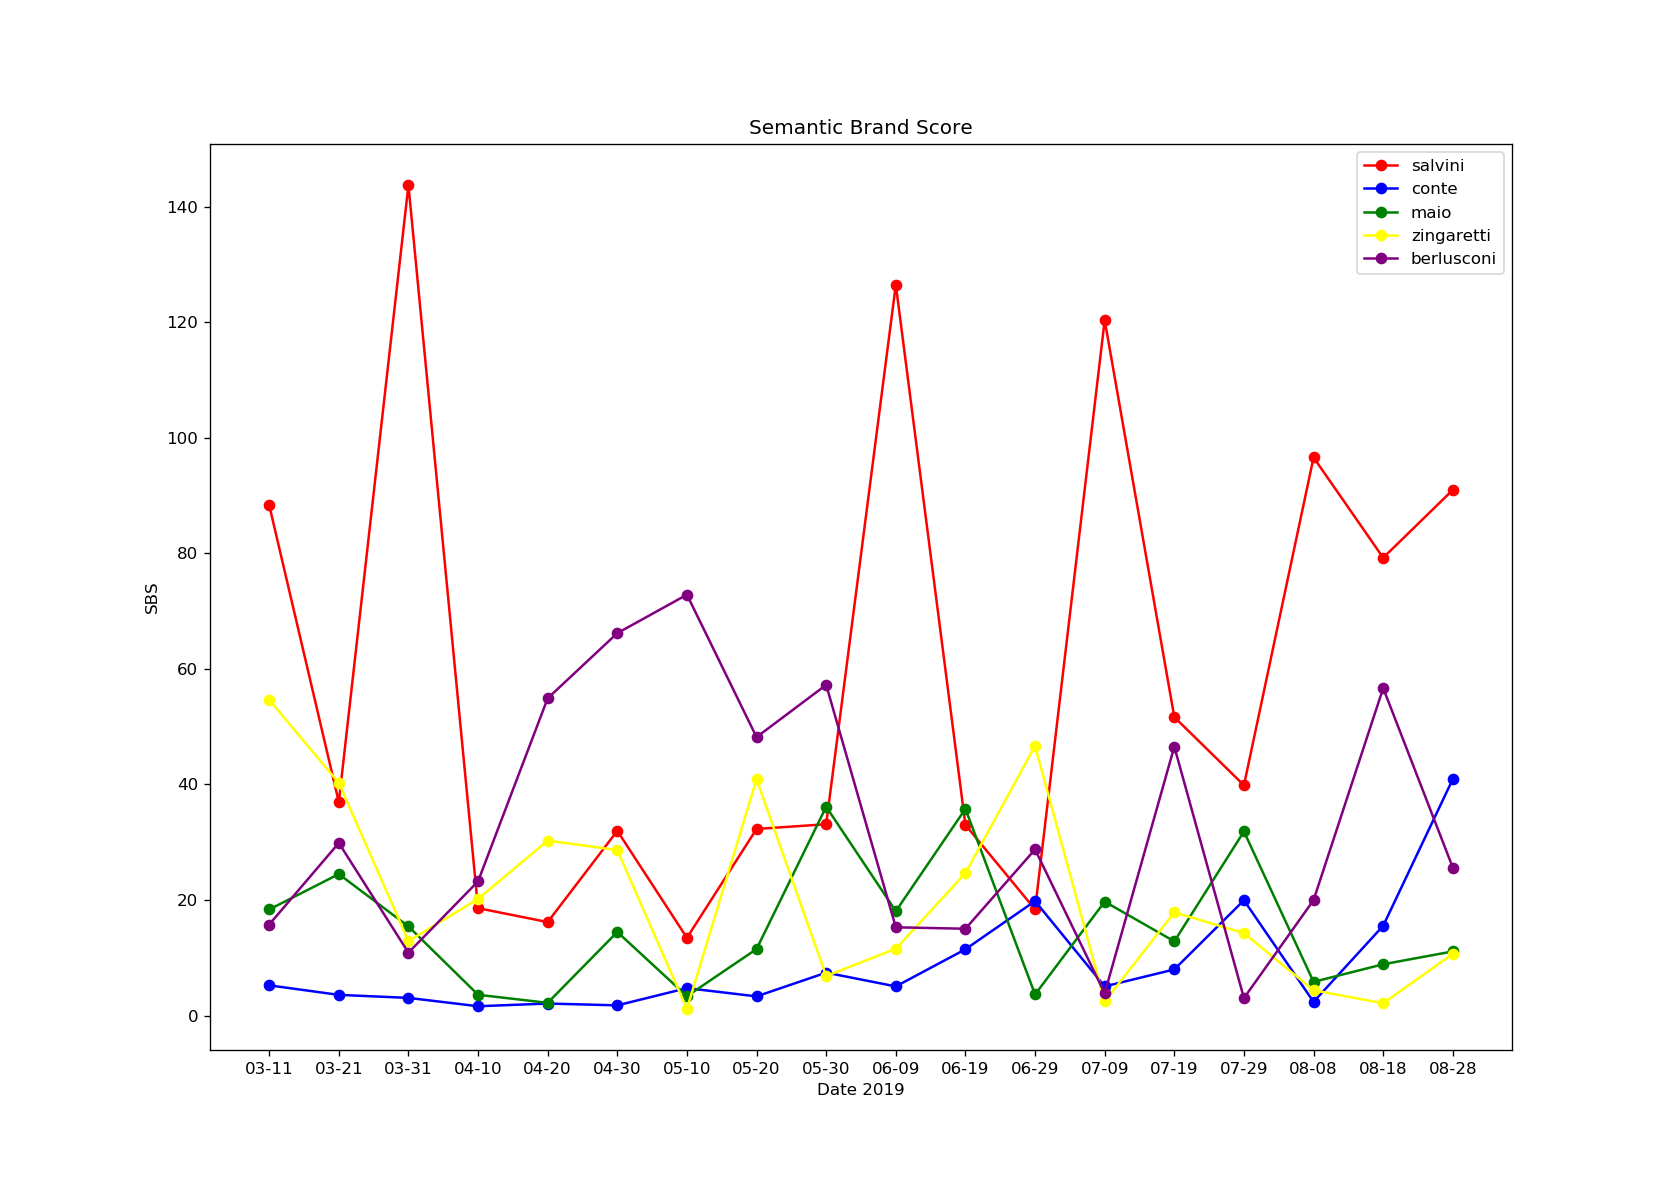 Semantic Brand Score
salvini
conte
maio
zingaretti
berlusconi
140
120
100
80
60
40
20
0
SBS
03-11 03-21 03-31 04-10 04-20 04-30 05-10 05-20 05-30 06-09 06-19 06-29 07-09 07-19 07-29 08-08 08-18 08-28
Date 2019